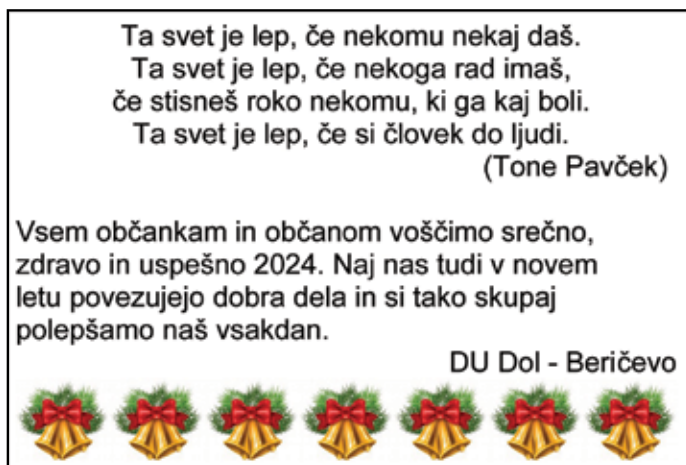 Ta svet je lep, če nekomu nekaj daš.
Ta svet je lep, če nekoga rad imaš,
če stisneš roko nekomu, ki ga kaj boli.
Ta svet je lep, če si človek do ljudi.
(Tone Pavček)
Vsem občankam in občanom voščimo srečno,
zdravo in uspešno 2024. Naj nas tudi v novem
letu povezujejo dobra dela in si tako skupaj
polepšamo naš vsakdan.
DU Dol - Beričevo